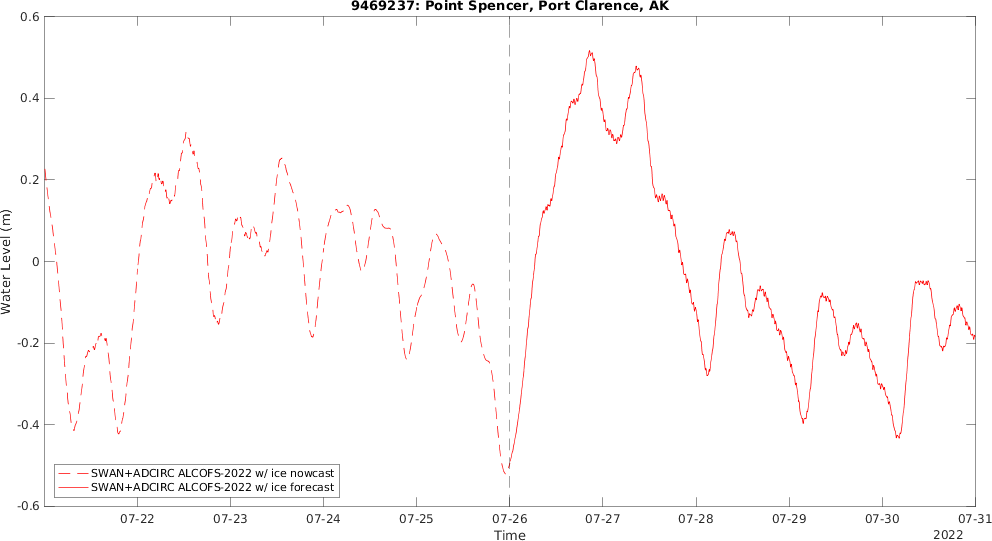 9469237: Point Spencer, Port Clarence, AK
0.6
0.4
0.2
0
-0.2
-0.4
-0.6
Water Level (m)
SWAN+ADCIRC ALCOFS-2022 w/ ice nowcast
SWAN+ADCIRC ALCOFS-2022 w/ ice forecast
07-22 07-23 07-24 07-25 07-26 07-27 07-28 07-29 07-30 07-31
Time
2022